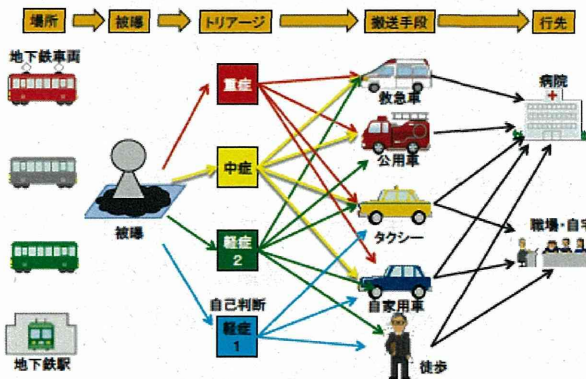 場所
被曝
トリアージ
搬送手段
行先
地下鉄車両
地下鉄駅
被曝
重症
中症
軽症
2
自己判断
軽症
1
救急車
公用車
タクシー
自家用車
徒歩
病院
職場・自宅